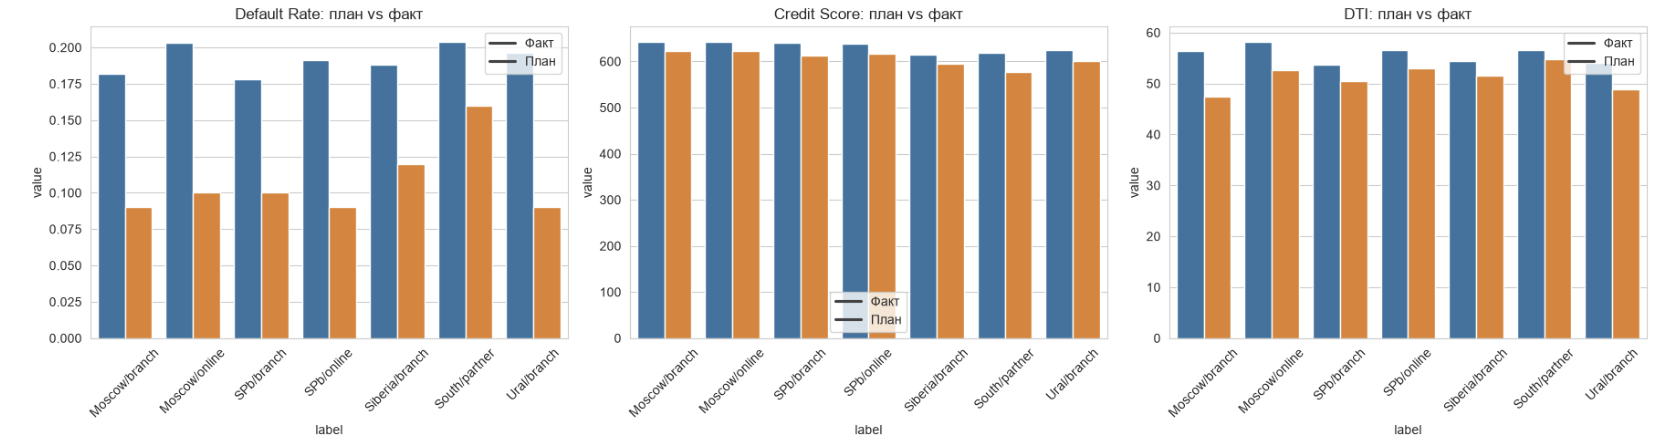 Default Rate: план vs факт
0.200
0.175
0.150
0.125
0.100
0.075
0.050
0.025
0.000
value
Факт
План
Moscow/branch
Moscow/online
SPb/branch
SPb/online
Siberia/branch
South/partner
Ural/branch
label
Credit Score: план vs факт
600
500
400
300
200
100
0
value
Факт
План
Moscow/branch
Moscow/online
SPb/branch
SPb/online
Siberia/branch
South/partner
Ural/branch
label
DTI: план vs факт
60
50
40
30
20
10
0
value
Факт
План
Moscow/branch
Moscow/online
SPb/branch
SPb/online
Siberia/branch
South/partner
Ural/branch
label